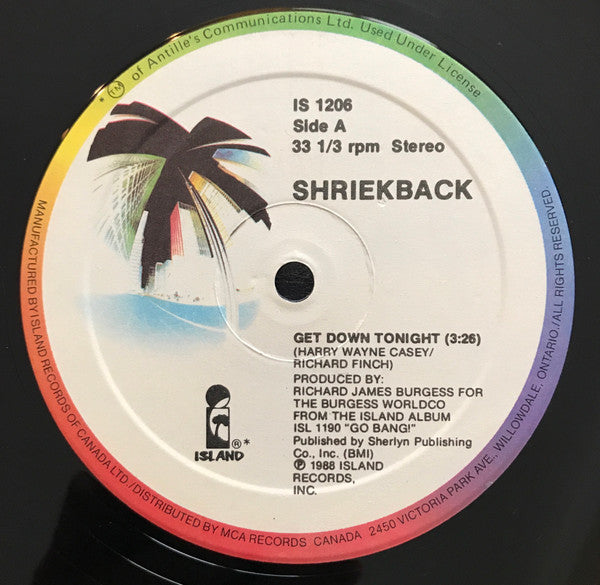 * ™ of Antille's Communications Ltd. Used Under License
IS 1206
Side A
33 1/3 rpm Stereo
SHRIEKBACK
GET DOWN TONIGHT (3:26)
(HARRY WAYNE CASEY/
RICHARD FINCH)
PRODUCED BY:
RICHARD JAMES BURGESS FOR
THE BURGESS WORLDCO
FROM THE ISLAND ALBUM
ISL 1190 "GO BANG!"
Published by Sherlyn Publishing
Co., Inc. (BMI)
℗ 1988 ISLAND
RECORDS,
INC.
®*
ISLAND
MANUFACTURED BY ISLAND RECORDS OF CANADA LTD./DISTRIBUTED BY MCA RECORDS CANADA 2450 VICTORIA PARK AVE., WILLOWDALE, ONTARIO./ALL RIGHTS RESERVED.